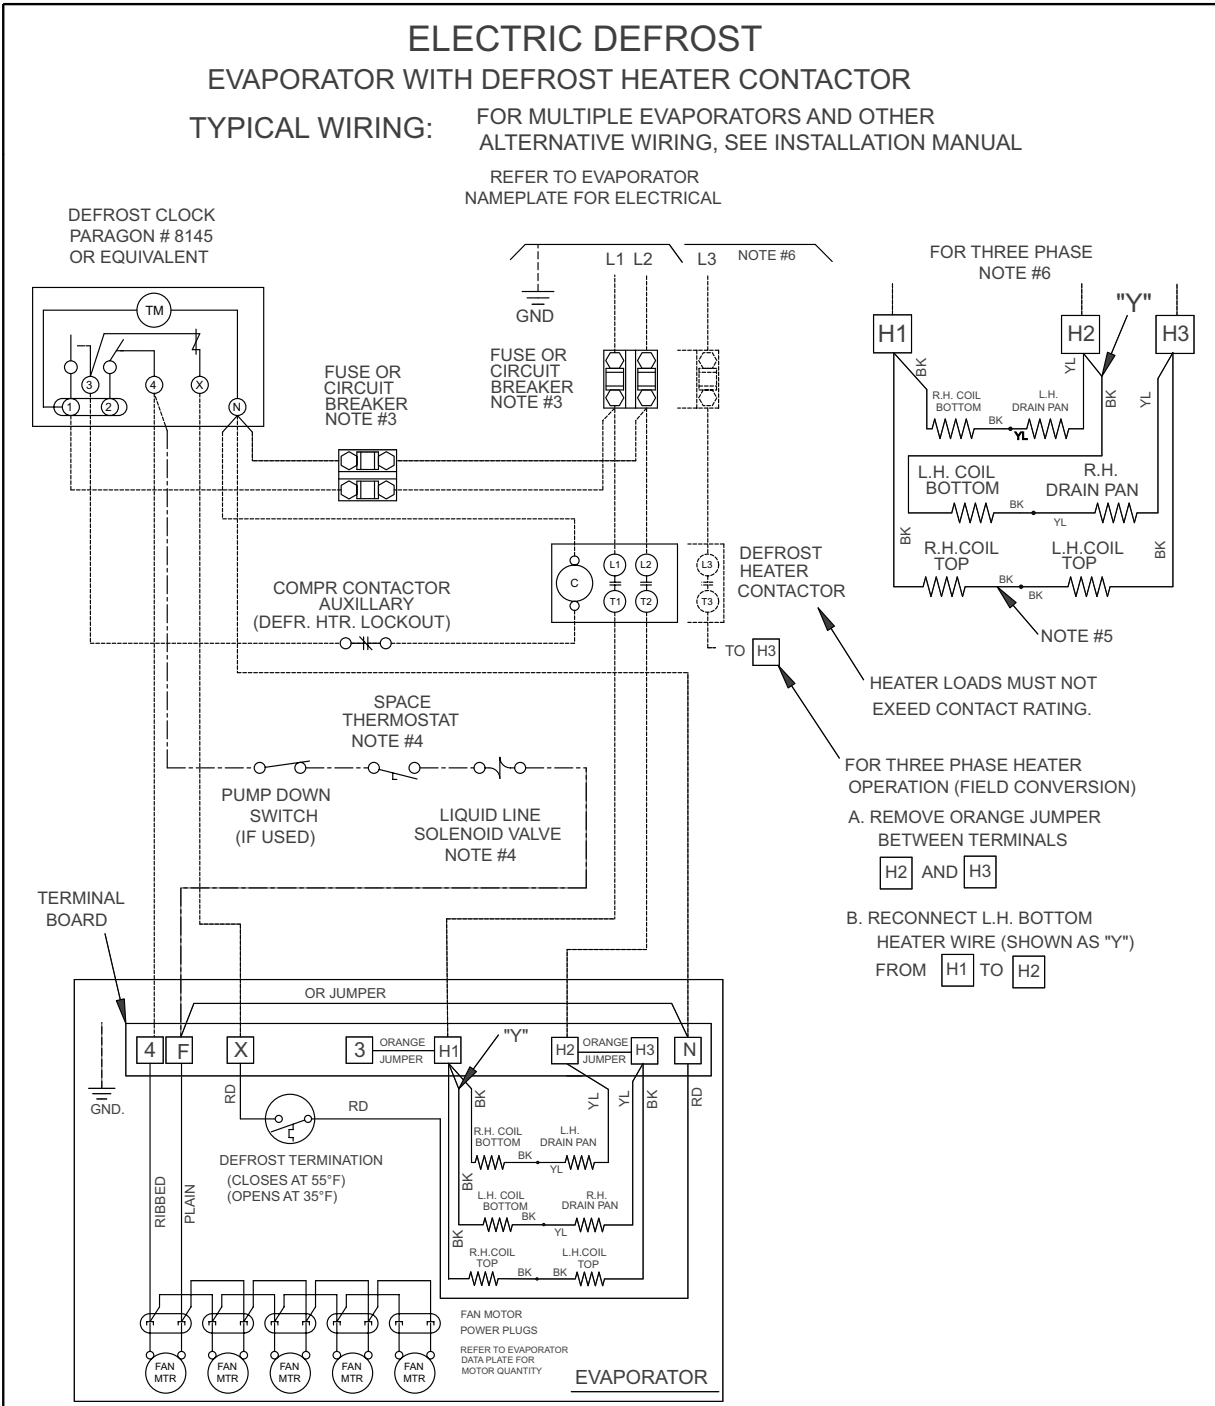 ELECTRIC DEFROST
EVAPORATOR WITH DEFROST HEATER CONTACTOR
TYPICAL WIRING:
FOR MULTIPLE EVAPORATORS AND OTHER
ALTERNATIVE WIRING, SEE INSTALLATION MANUAL
REFER TO EVAPORATOR
NAMEPLATE FOR ELECTRICAL
DEFROST CLOCK
PARAGON # 8145
OR EQUIVALENT
TM
3
4
X
1
2
N
FUSE OR
CIRCUIT
BREAKER
NOTE #3
GND
L1 L2
L3
NOTE #6
FUSE OR
CIRCUIT
BREAKER
NOTE #3
FOR THREE PHASE
NOTE #6
"Y"
H1
H2
H3
BK
YL
BK
YL
R.H. COIL
BOTTOM
L.H.
DRAIN PAN
BK
YL
L.H. COIL
BOTTOM
R.H.
DRAIN PAN
BK
YL
BK
BK
R.H.COIL
TOP
L.H.COIL
TOP
BK
BK
NOTE #5
C
L1
L2
L3
T1
T2
T3
DEFROST
HEATER
CONTACTOR
TO H3
COMPR CONTACTOR
AUXILLARY
(DEFR. HTR. LOCKOUT)
HEATER LOADS MUST NOT
EXEED CONTACT RATING.
SPACE
THERMOSTAT
NOTE #4
PUMP DOWN
SWITCH
(IF USED)
LIQUID LINE
SOLENOID VALVE
NOTE #4
FOR THREE PHASE HEATER
OPERATION (FIELD CONVERSION)
A. REMOVE ORANGE JUMPER
BETWEEN TERMINALS
H2 AND H3
B. RECONNECT L.H. BOTTOM
HEATER WIRE (SHOWN AS "Y")
FROM H1 TO H2
TERMINAL
BOARD
OR JUMPER
4
F
X
3
ORANGE
JUMPER
H1
"Y"
H2
ORANGE
JUMPER
H3
N
GND.
RD
RD
BK
YL
YL
BK
RD
DEFROST TERMINATION
(CLOSES AT 55°F)
(OPENS AT 35°F)
RIBBED
PLAIN
R.H. COIL
BOTTOM
L.H.
DRAIN PAN
BK
YL
BK
L.H. COIL
BOTTOM
R.H.
DRAIN PAN
BK
YL
BK
R.H.COIL
TOP
L.H.COIL
TOP
BK
BK
FAN MOTOR
POWER PLUGS
REFER TO EVAPORATOR
DATA PLATE FOR
MOTOR QUANTITY
FAN
MTR
FAN
MTR
FAN
MTR
FAN
MTR
FAN
MTR
EVAPORATOR